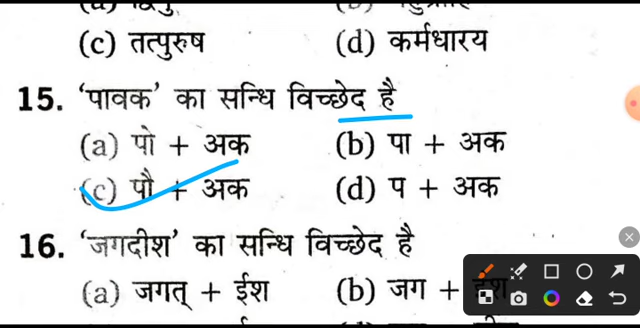 (c) तत्पुरुष (d) कर्मधारय
15. ‘पावक’ का सन्धि विच्छेद है
(a) पो + अक (b) पा + अक
(c) पौ + अक (d) प + अक
16. ‘जगदीश’ का सन्धि विच्छेद है
(a) जगत् + ईश (b) जग +